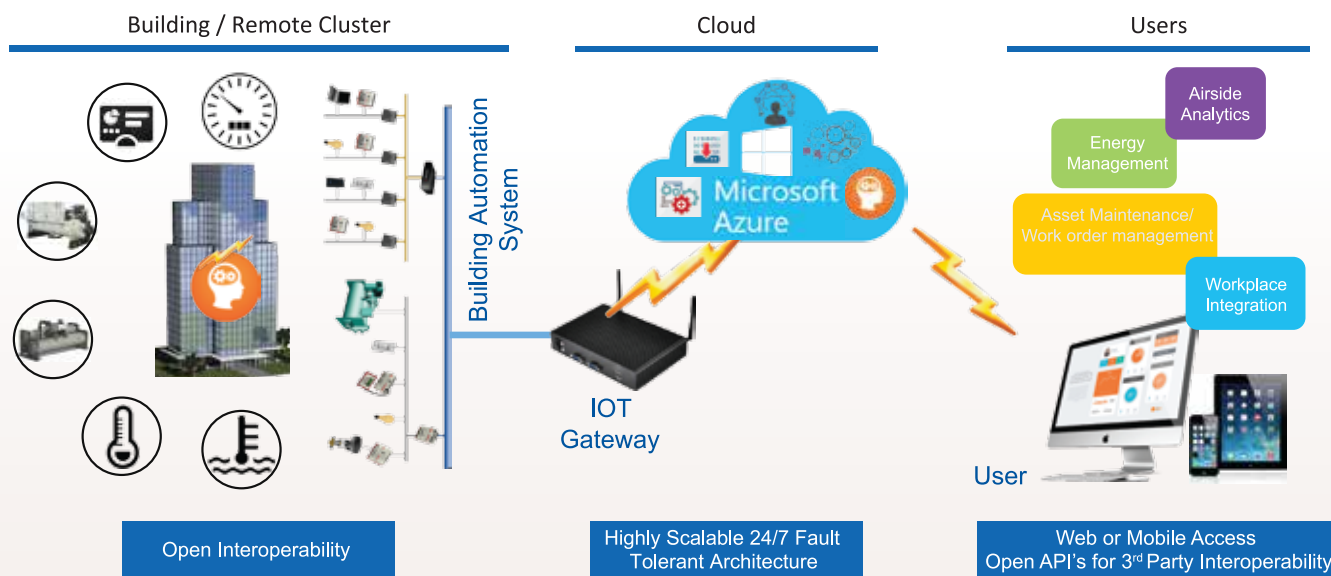 Building / Remote Cluster
Cloud
Users
Airside
Analytics
Energy
Management
Asset Maintenance/
Work order management
Workplace
Integration
Building Automation
System
Microsoft
Azure
IOT
Gateway
User
Open Interoperability
Highly Scalable 24/7 Fault
Tolerant Architecture
Web or Mobile Access
Open API's for 3rd Party Interoperability